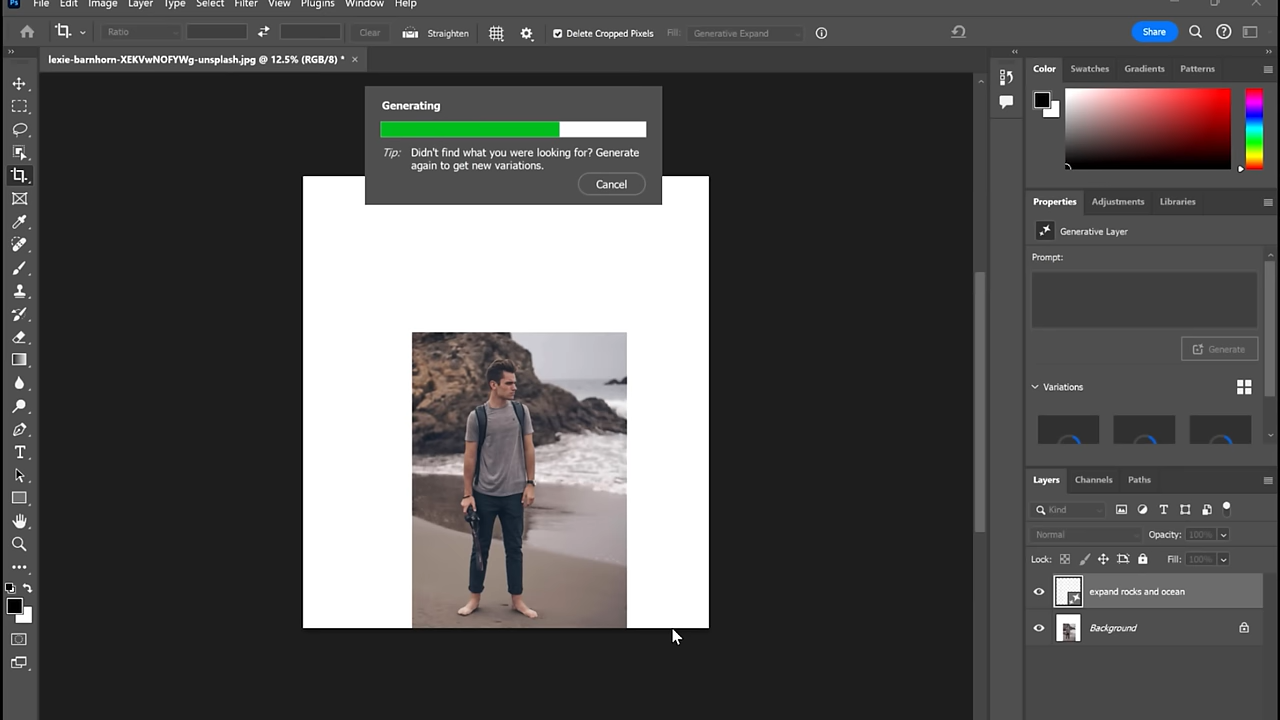 Ps File Edit Image Layer Type Select Filter View Plugins Window Help
Ratio Clear Straighten Delete Cropped Pixels Fill: Generative Expand Share
lexie-barnhorn-XEKVwNOFYWg-unsplash.jpg @ 12.5% (RGB/8) *
Generating
Tip: Didn't find what you were looking for? Generate
again to get new variations.
Cancel
Color Swatches Gradients Patterns
Properties Adjustments Libraries
Generative Layer
Prompt:
Generate
Variations
Layers Channels Paths
Kind
Normal Opacity: 100%
Lock: Fill: 100%
expand rocks and ocean
Background